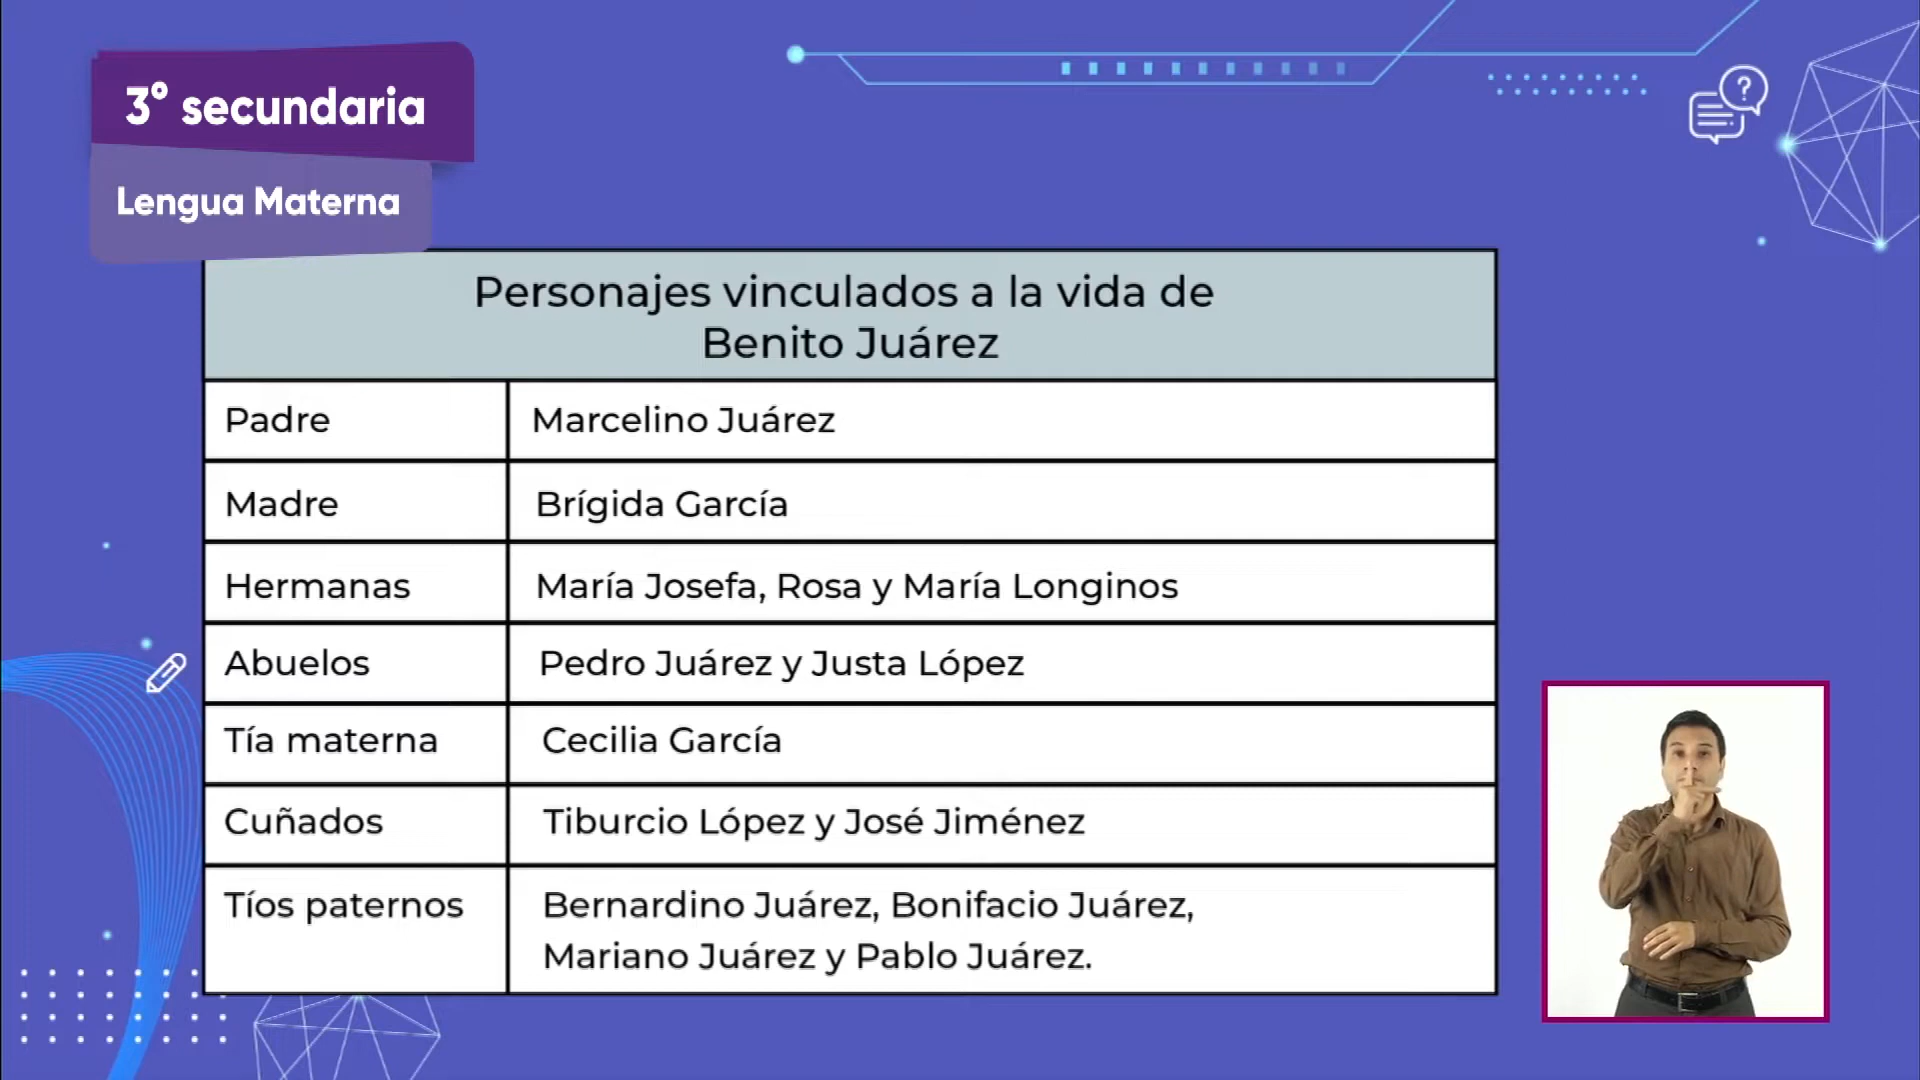 3° secundaria
Lengua Materna
?
Personajes vinculados a la vida de
Benito Juárez
Padre
Marcelino Juárez
Madre
Brígida García
Hermanas
María Josefa, Rosa y María Longinos
Abuelos
Pedro Juárez y Justa López
Tía materna
Cecilia García
Cuñados
Tiburcio López y José Jiménez
Tíos paternos
Bernardino Juárez, Bonifacio Juárez,
Mariano Juárez y Pablo Juárez.